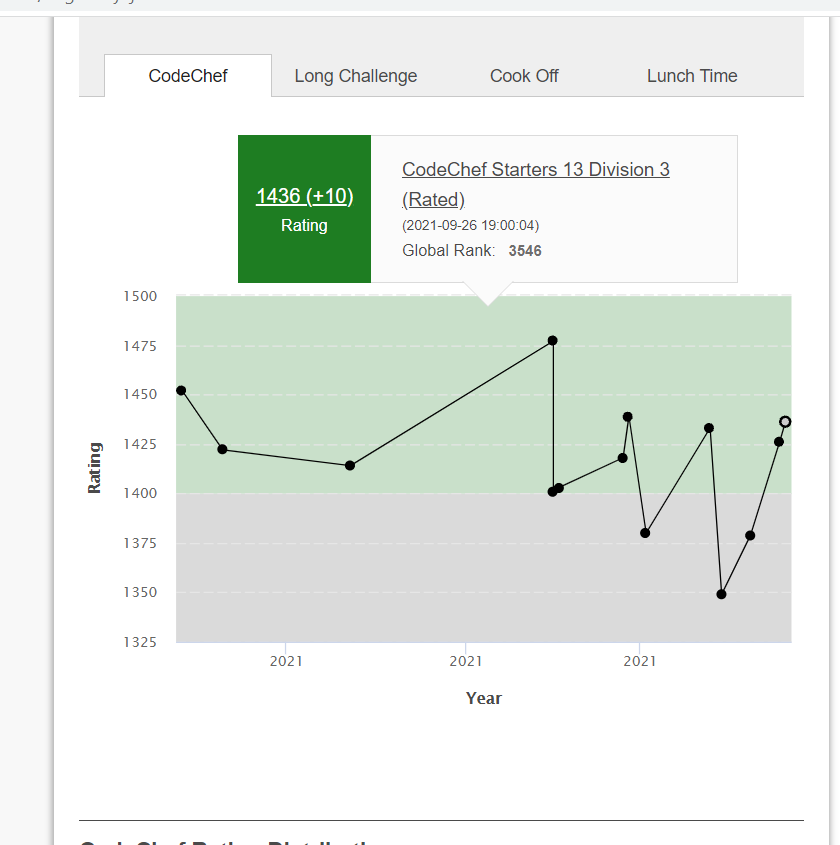 CodeChef Long Challenge Cook Off Lunch Time
1436 (+10)
Rating
CodeChef Starters 13 Division 3
(Rated)
(2021-09-26 19:00:04)
Global Rank: 3546
1500
1475
1450
1425
1400
1375
1350
1325
Rating
2021 2021 2021
Year